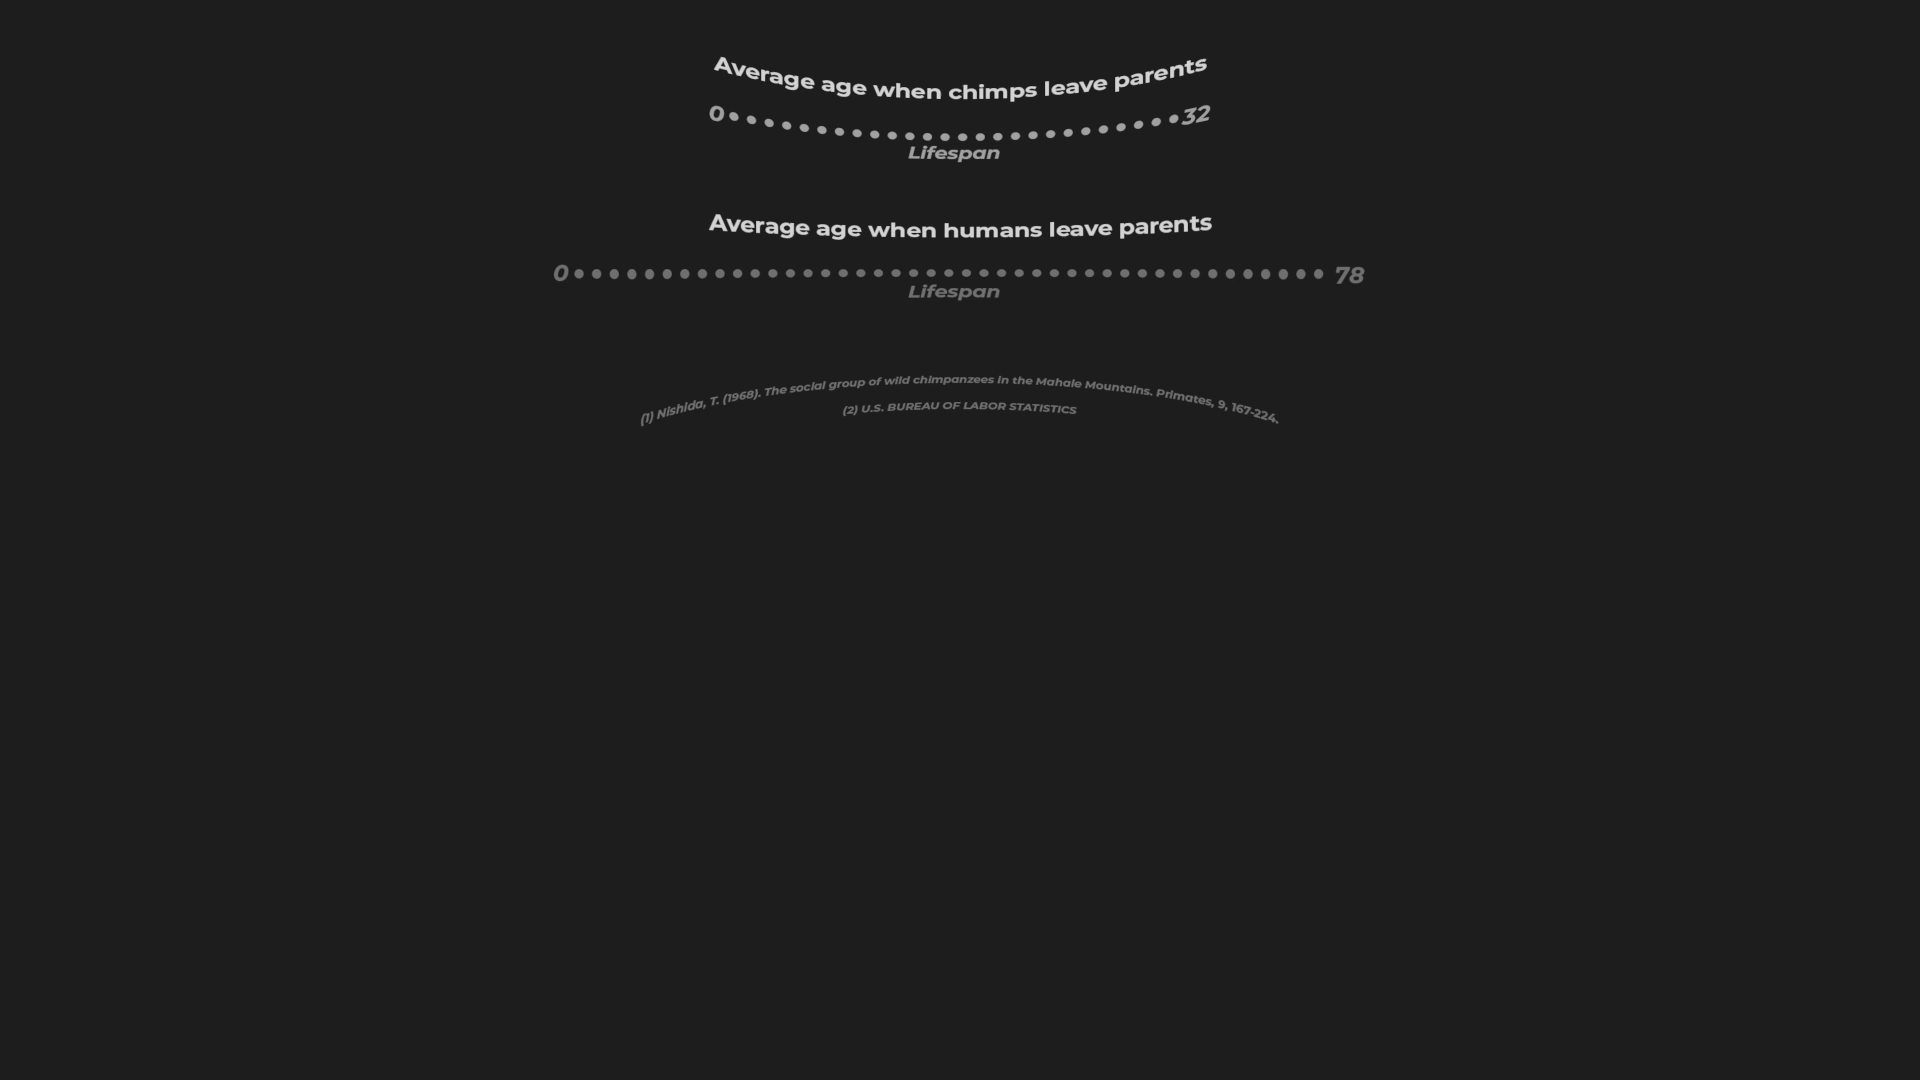 Average age when chimps leave parents
0 32
Lifespan
Average age when humans leave parents
0 78
Lifespan
(1) Nishida, T. (1968). The social group of wild chimpanzees in the Mahale Mountains. Primates, 9, 167-224.
(2) U.S. BUREAU OF LABOR STATISTICS